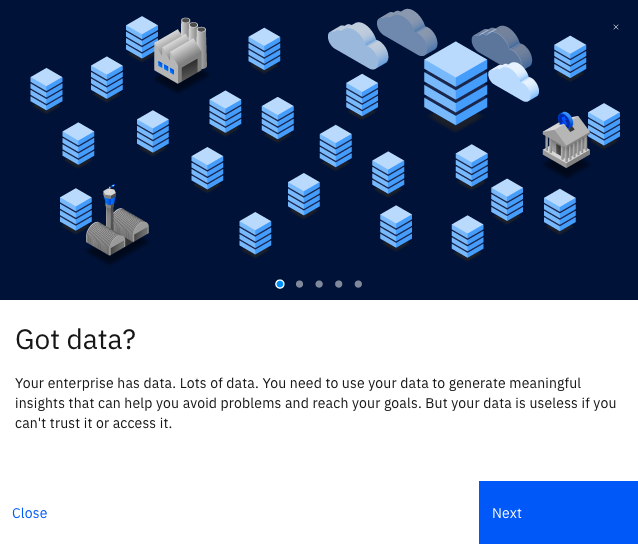 Got data?
Your enterprise has data. Lots of data. You need to use your data to generate meaningful
insights that can help you avoid problems and reach your goals. But your data is useless if you
can't trust it or access it.
Close
Next